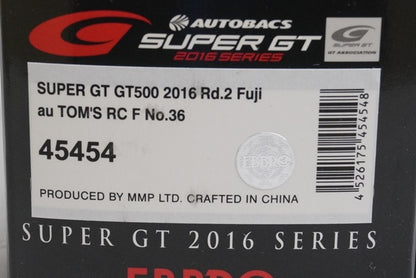 AUTOBACS
SUPER GT
2016 SERIES
SUPER GT
GT ASSOCIATION
SUPER GT GT500 2016 Rd.2 Fuji
au TOM'S RC F No.36
45454
EBBRO
4526175454548
PRODUCED BY MMP LTD. CRAFTED IN CHINA
SUPER GT 2016 SERIES
EBBRO